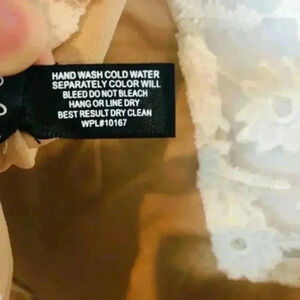 HAND WASH COLD WATER
SEPARATELY COLOR WILL
BLEED DO NOT BLEACH
HANG OR LINE DRY
BEST RESULT DRY CLEAN
WPL#10167